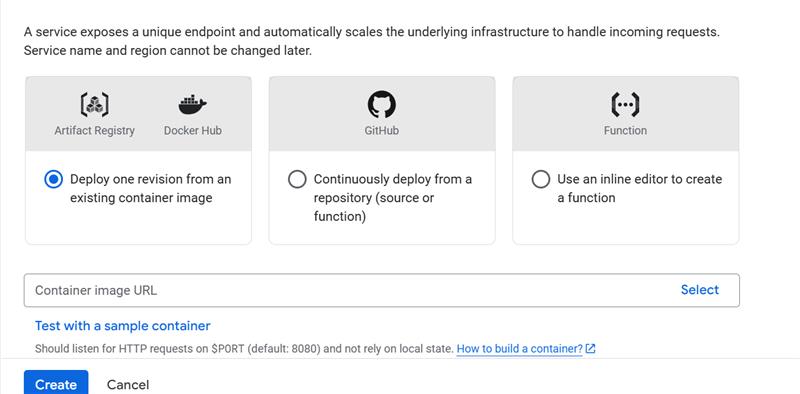 A service exposes a unique endpoint and automatically scales the underlying infrastructure to handle incoming requests.
Service name and region cannot be changed later.
Artifact Registry
Docker Hub
Deploy one revision from an
existing container image
GitHub
Continuously deploy from a
repository (source or
function)
Function
Use an inline editor to create
a function
Container image URL
Select
Test with a sample container
Should listen for HTTP requests on $PORT (default: 8080) and not rely on local state. How to build a container?
Create
Cancel